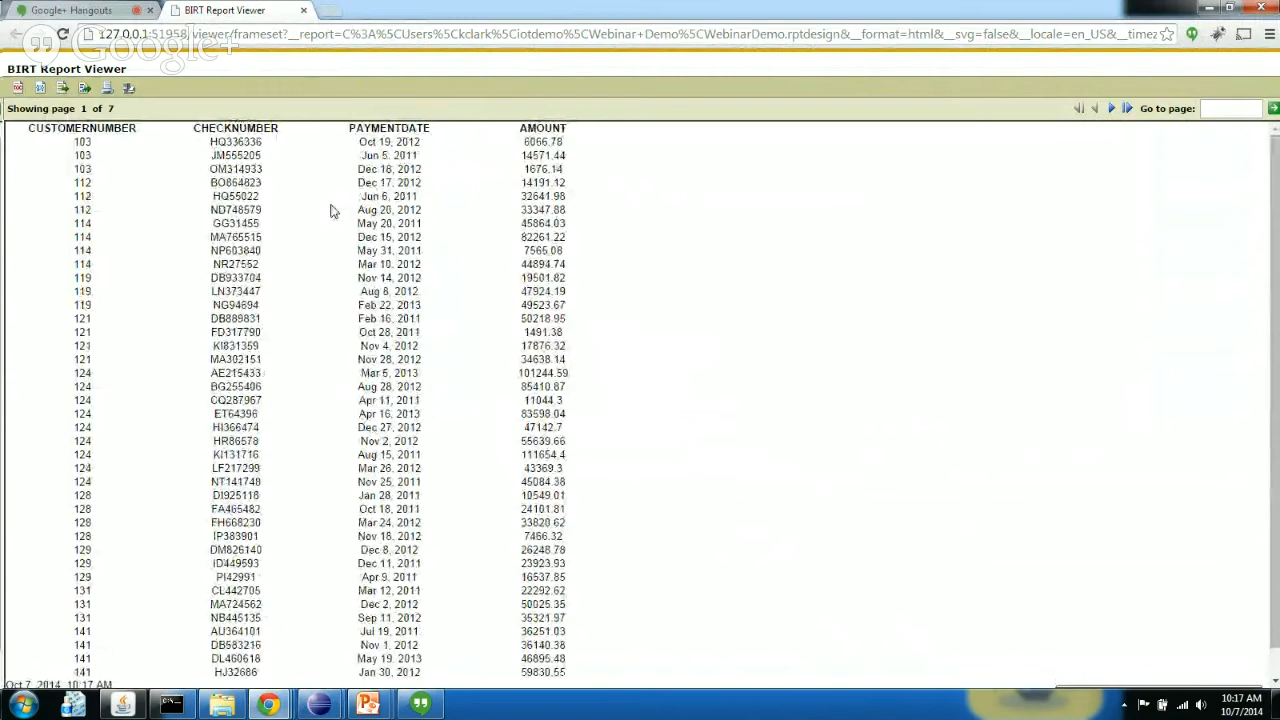 Google+ Hangouts
BIRT Report Viewer
127.0.0.1:51958/viewer/frameset?__report=C%3A%5CUsers%5Ckclark%5Ciotdemo%5CWebinar+Demo%5CWebinarDemo.rptdesign&__format=html&__svg=false&__locale=en_US&__timez
Google+
BIRT Report Viewer
Showing page 1 of 7
Go to page:
CUSTOMERNUMBER CHECKNUMBER PAYMENTDATE AMOUNT
103 HQ336336 Oct 19, 2012 6066.78
103 JM555205 Jun 5, 2011 14571.44
103 OM314933 Dec 18, 2012 1676.14
112 BO864823 Dec 17, 2012 14191.12
112 HQ55022 Jun 6, 2011 32641.98
112 ND748579 Aug 20, 2012 33347.88
114 GG31455 May 20, 2011 45864.03
114 MA765515 Dec 15, 2012 82261.22
114 NP603840 May 31, 2011 7565.08
114 NR27552 Mar 10, 2012 44894.74
119 DB933704 Nov 14, 2012 19501.82
119 LN373447 Aug 8, 2012 47924.19
119 NG94694 Feb 22, 2013 49523.67
121 DB889831 Feb 16, 2011 50218.95
121 FD317790 Oct 28, 2011 1491.38
121 KI831359 Nov 4, 2012 17876.32
121 MA302151 Nov 28, 2012 34638.14
124 AE215433 Mar 5, 2013 101244.59
124 BG255406 Aug 28, 2012 85410.87
124 CQ287967 Apr 11, 2011 11044.3
124 ET64396 Apr 16, 2013 83598.04
124 HI366474 Dec 27, 2012 47142.7
124 HR86578 Nov 2, 2012 55639.66
124 KI131716 Aug 15, 2011 111654.4
124 LF217299 Mar 26, 2012 43369.3
124 NT141748 Nov 25, 2011 45084.38
128 DI925118 Jan 28, 2011 10549.01
128 FA465482 Oct 18, 2011 24101.81
128 FH668230 Mar 24, 2012 33820.62
128 IP383901 Nov 18, 2012 7466.32
129 DM826140 Dec 8, 2012 26248.78
129 ID449593 Dec 11, 2011 23923.93
129 PI42991 Apr 9, 2011 16537.85
131 CL442705 Mar 12, 2011 22292.62
131 MA724562 Dec 2, 2012 50025.35
131 NB445135 Sep 11, 2012 35321.97
141 AU364101 Jul 19, 2011 36251.03
141 DB583216 Nov 1, 2012 36140.38
141 DL460618 May 19, 2013 46895.48
141 HJ32686 Jan 30, 2012 59830.55
Oct 7, 2014, 10:17 AM
10:17 AM
10/7/2014